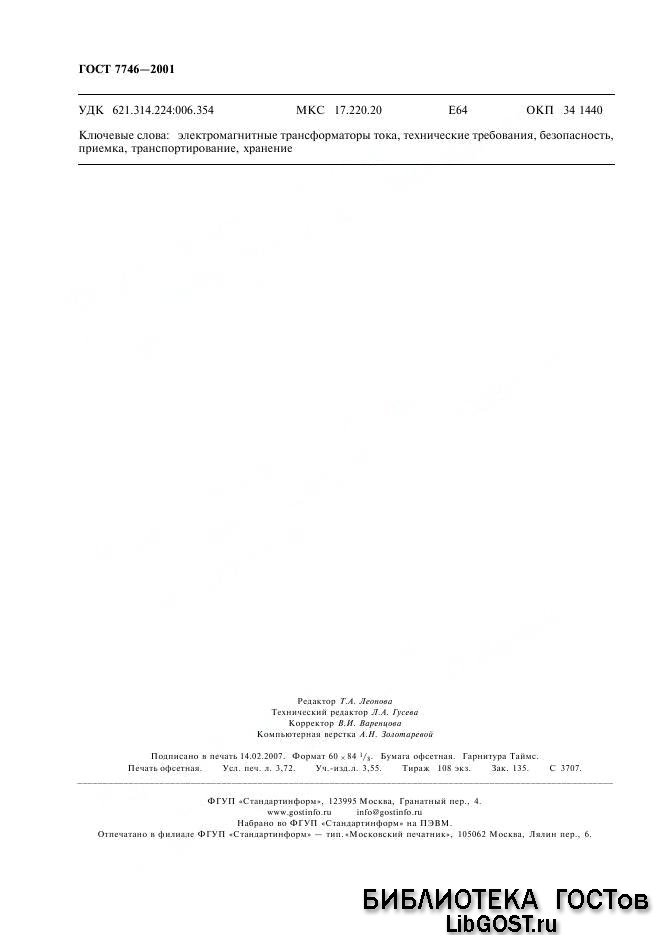 ГОСТ 7746—2001
УДК 621.314.224:006.354 МКС 17.220.20 Е64 ОКП 34 1440
Ключевые слова: электромагнитные трансформаторы тока, технические требования, безопасность,
приемка, транспортирование, хранение
Редактор Т.А. Леонова
Технический редактор Л.А. Гусева
Корректор В.И. Варенцова
Компьютерная верстка А.Н. Золотаревой
Подписано в печать 14.02.2007. Формат 60 × 84 1/8. Бумага офсетная. Гарнитура Таймс.
Печать офсетная. Усл. печ. л. 3,72. Уч.-изд.л. 3,55. Тираж 108 экз. Зак. 135. С 3707.
ФГУП «Стандартинформ», 123995 Москва, Гранатный пер., 4.
www.gostinfo.ru info@gostinfo.ru
Набрано во ФГУП «Стандартинформ» на ПЭВМ.
Отпечатано в филиале ФГУП «Стандартинформ» — тип.«Московский печатник», 105062 Москва, Лялин пер., 6.
БИБЛИОТЕКА ГОСТов
LibGOST.ru